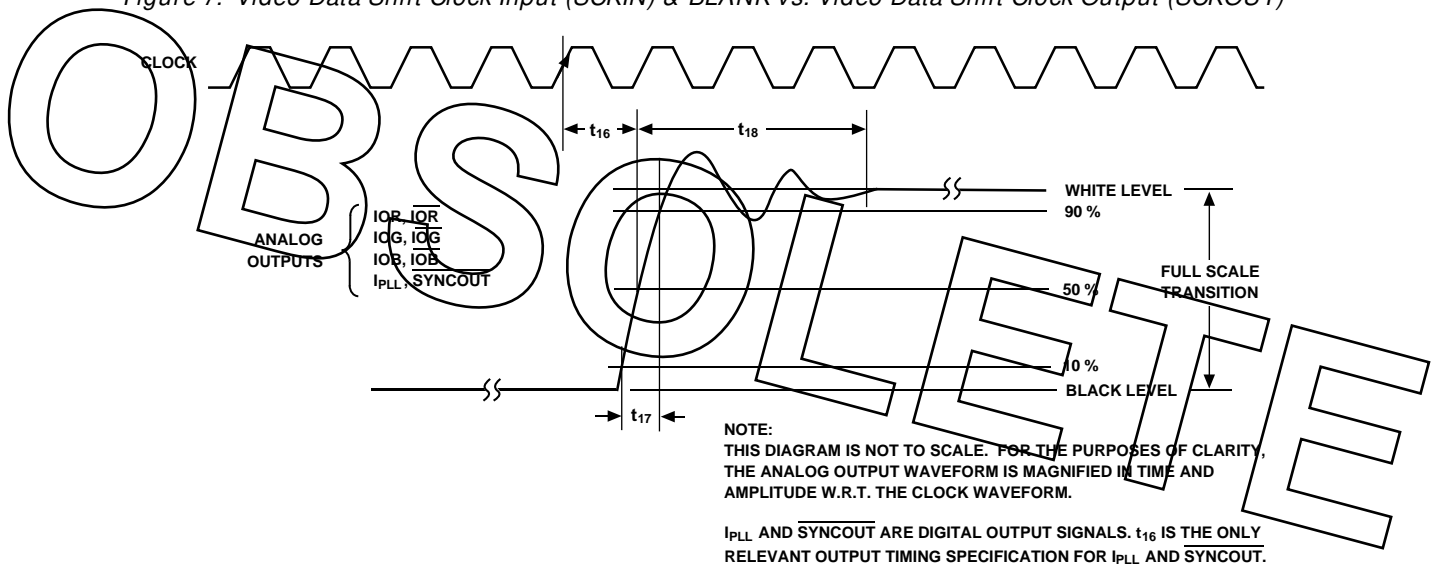 Figure 7. Video Data Shift Clock Input (SCKIN) & BLANK vs. Video Data Shift Clock Output (SCKOUT)
CLOCK
t16
t18
WHITE LEVEL
90 %
IOR, IOR
IOG, IOG
IOB, IOB
IPLL, SYNCOUT
ANALOG
OUTPUTS
FULL SCALE
TRANSITION
50 %
10 %
BLACK LEVEL
t17
NOTE:
THIS DIAGRAM IS NOT TO SCALE. FOR THE PURPOSES OF CLARITY,
THE ANALOG OUTPUT WAVEFORM IS MAGNIFIED IN TIME AND
AMPLITUDE W.R.T. THE CLOCK WAVEFORM.
IPLL AND SYNCOUT ARE DIGITAL OUTPUT SIGNALS. t16 IS THE ONLY
RELEVANT OUTPUT TIMING SPECIFICATION FOR IPLL AND SYNCOUT.
OBSOLETE